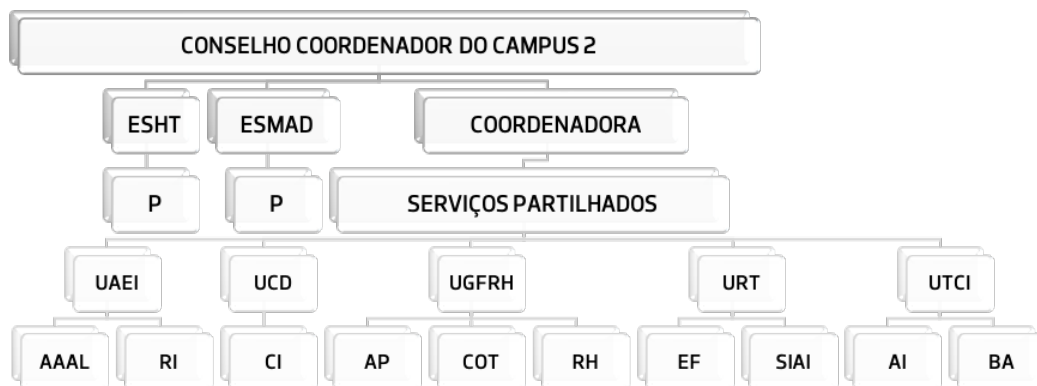 CONSELHO COORDENADOR DO CAMPUS 2
ESHT
ESMAD
COORDENADORA
P
P
SERVIÇOS PARTILHADOS
UAEI
UCD
UGFRH
URT
UTCI
AAAL
RI
CI
AP
COT
RH
EF
SIAI
AI
BA